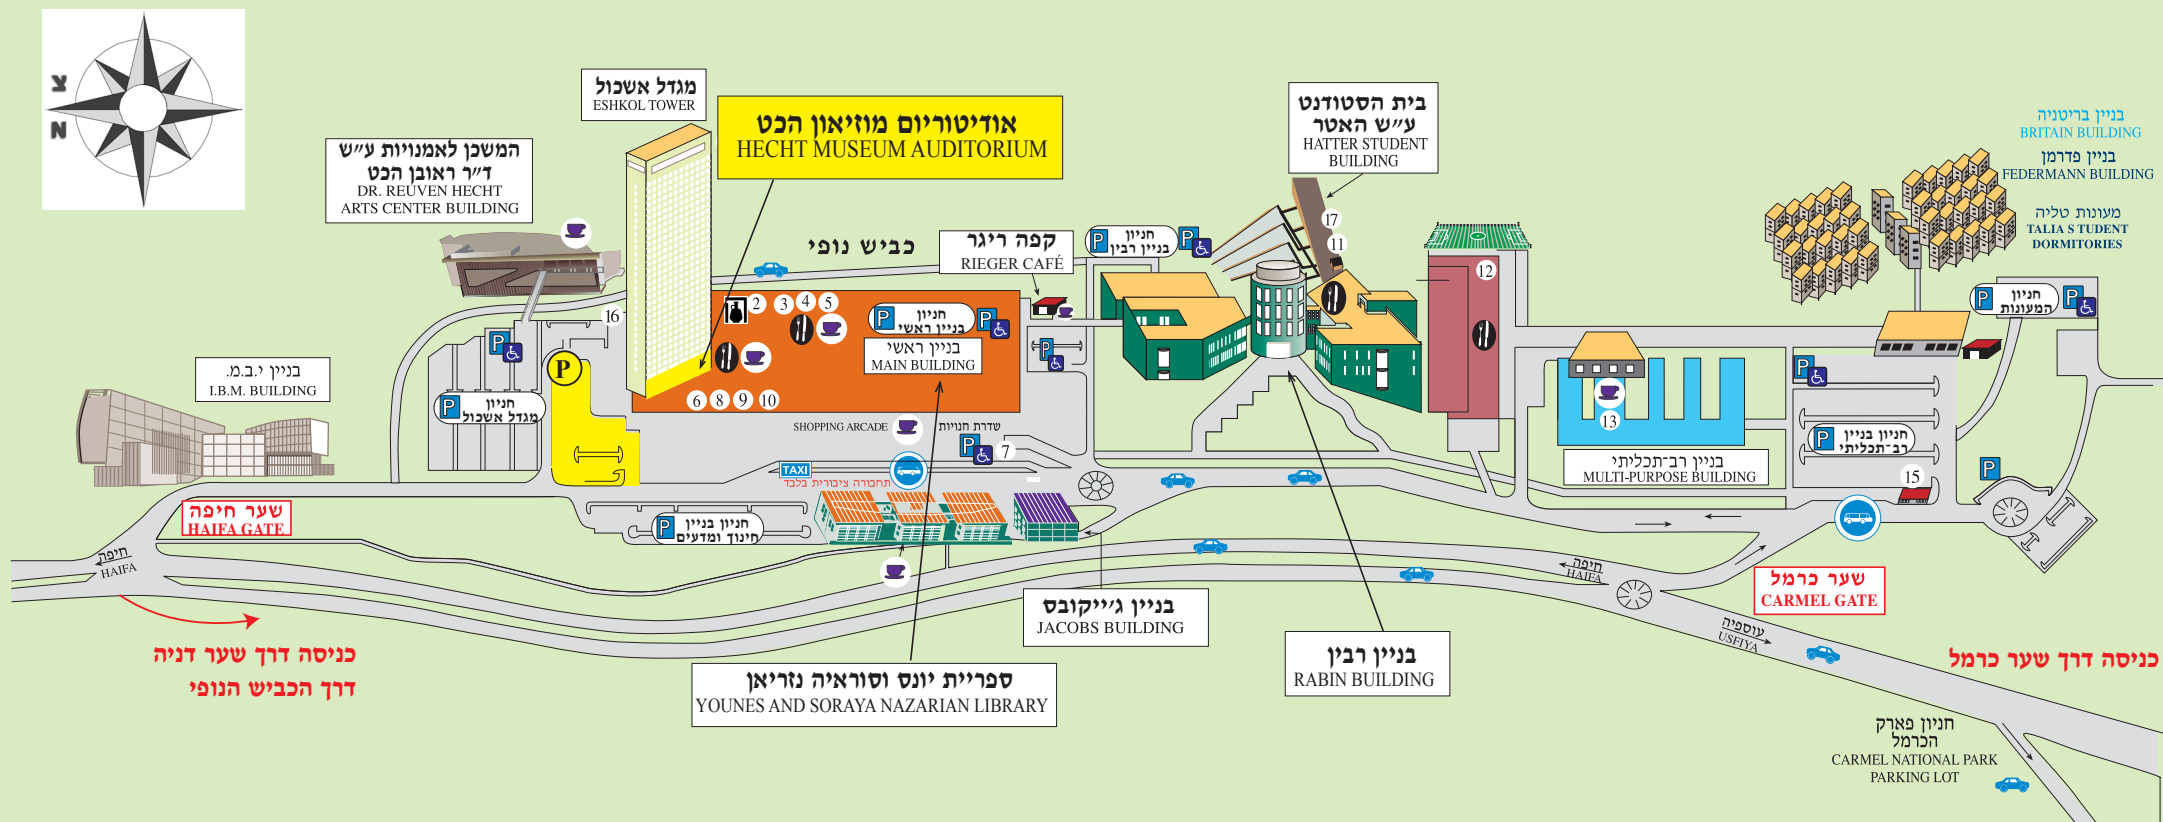 צ
א
מגדל אשכול
ESHKOL TOWER
אודיטוריום מוזיאון הכט
HECHT MUSEUM AUDITORIUM
המשכן לאמנויות ע״ש
ד״ר ראובן הכט
DR. REUVEN HECHT
ARTS CENTER BUILDING
בית הסטודנט
ע״ש האטר
HATTER STUDENT
BUILDING
בניין בריטניה
BRITAIN BUILDING
בניין פדרמן
FEDERMANN BUILDING
מעונות טליה
TALIA S TUDENT
DORMITORIES
כביש נופי
קפה ריגר
RIEGER CAFÉ
P
חניון
בניין רבין
P
17
11
12
2
3
4
5
P
חניון
בניין ראשי
P
בניין ראשי
MAIN BUILDING
16
P
P
P
חניון
מגדל אשכול
P
בניין י.ב.מ.
I.B.M. BUILDING
6
8
9
10
SHOPPING ARCADE
שדרת חנויות
P
7
TAXI
תחבורה ציבורית בלבד
P
חניון
המעונות
P
P
13
P
חניון בניין
רב־תכליתי
בניין רב־תכליתי
MULTI-PURPOSE BUILDING
P
15
שער חיפה
HAIFA GATE
P
חניון בניין
חינוך ומדעים
חיפה
HAIFA
חיפה
HAIFA
שער כרמל
CARMEL GATE
בניין ג׳ייקובס
JACOBS BUILDING
עוספיה
USFIYA
כניסה דרך שער דניה
דרך הכביש הנופי
ספריית יונס וסוראיה נזריאן
YOUNES AND SORAYA NAZARIAN LIBRARY
בניין רבין
RABIN BUILDING
כניסה דרך שער כרמל
חניון פארק
הכרמל
CARMEL NATIONAL PARK
PARKING LOT